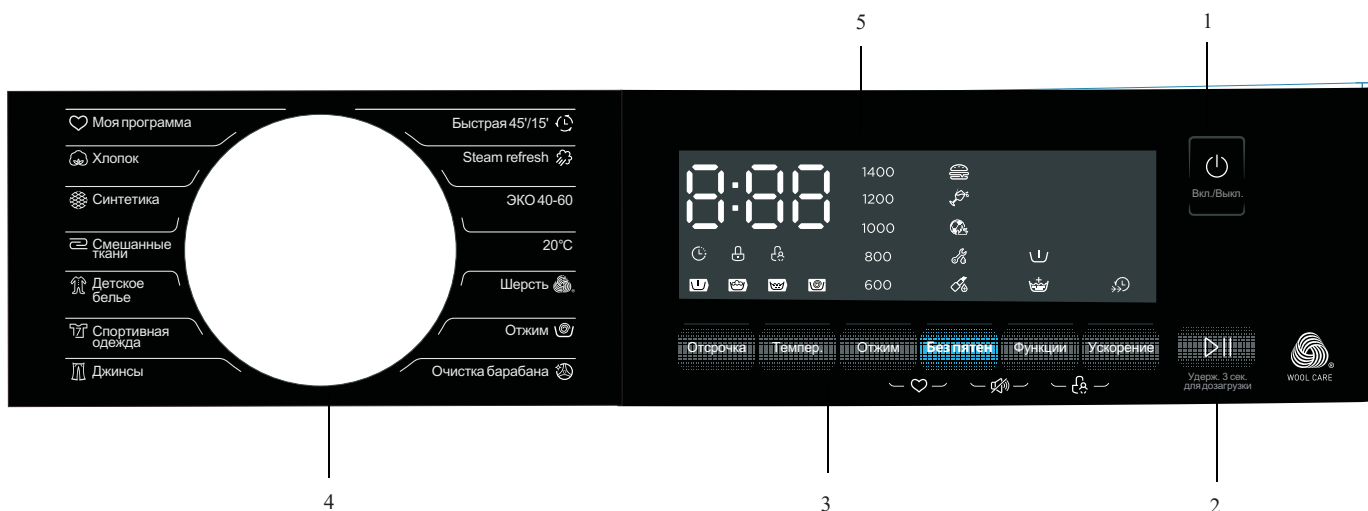 5
1
Моя программа
Хлопок
Синтетика
Смешанные
ткани
Детское
белье
Спортивная
одежда
Джинсы
Быстрая 45'/15'
Steam refresh
ЭКО 40-60
20°C
Шерсть
Отжим
Очистка барабана
8:88
1400
1200
1000
800
600
Вкл./Выкл.
Отсрочка
Темпер.
Отжим
Без пятен
Функции
Ускорение
Удерж. 3 сек.
для дозагрузки
WOOL CARE
4
3
2